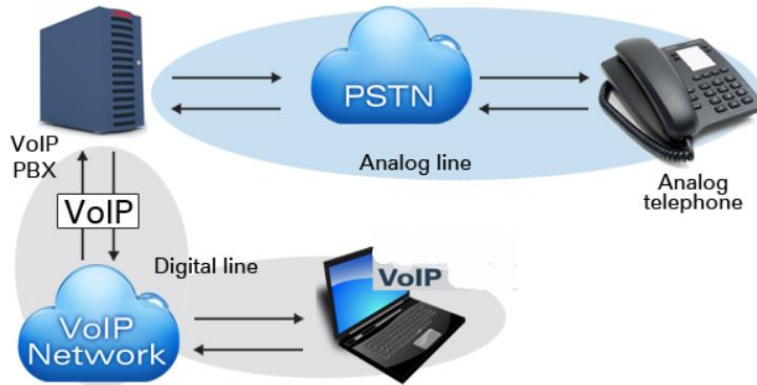 PSTN
VoIP
PBX
Analog line
Analog
telephone
VoIP
Digital line
VoIP
VoIP
Network